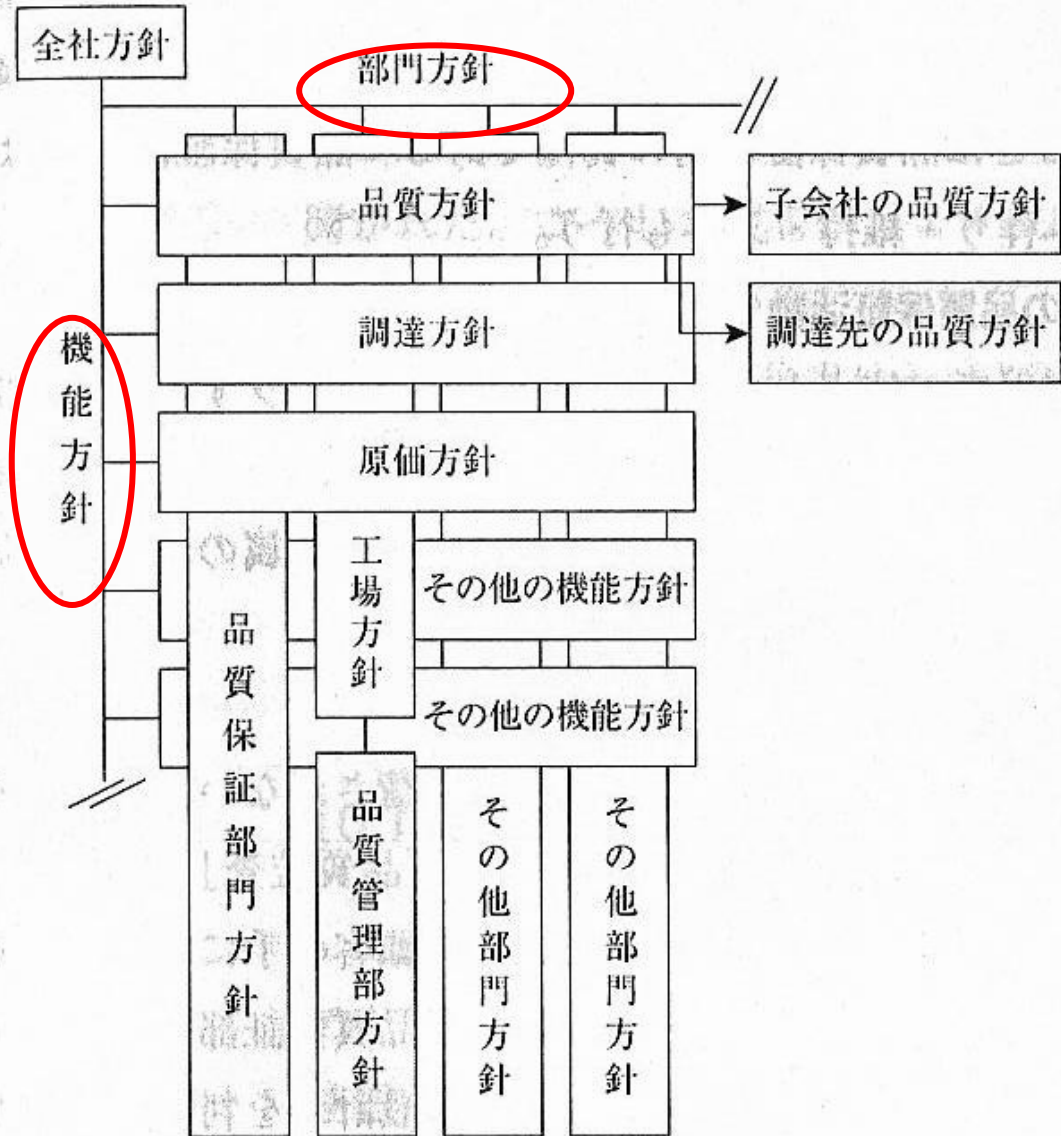 全社方針
部門方針
品質方針
子会社の品質方針
調達方針
調達先の品質方針
機能方針
原価方針
工場方針
その他の機能方針
その他の機能方針
品質保証部門方針
品質管理部方針
その他部門方針
その他部門方針